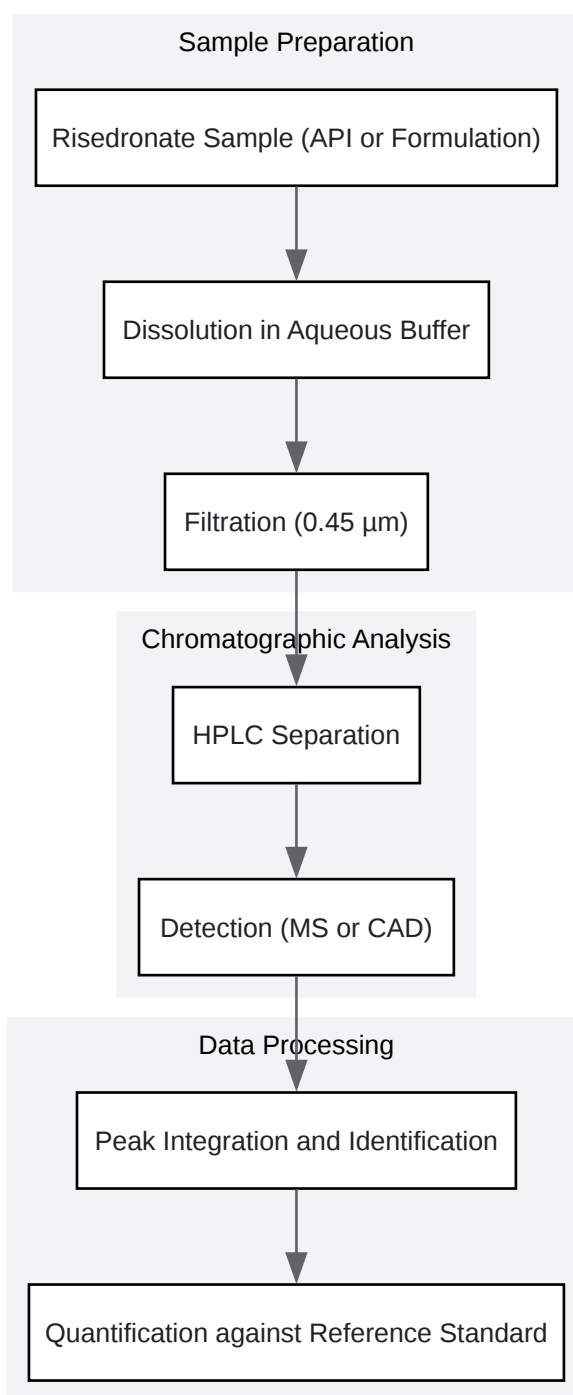 Sample Preparation
Risedronate Sample (API or Formulation)
Dissolution in Aqueous Buffer
Filtration (0.45 µm)
Chromatographic Analysis
HPLC Separation
Detection (MS or CAD)
Data Processing
Peak Integration and Identification
Quantification against Reference Standard